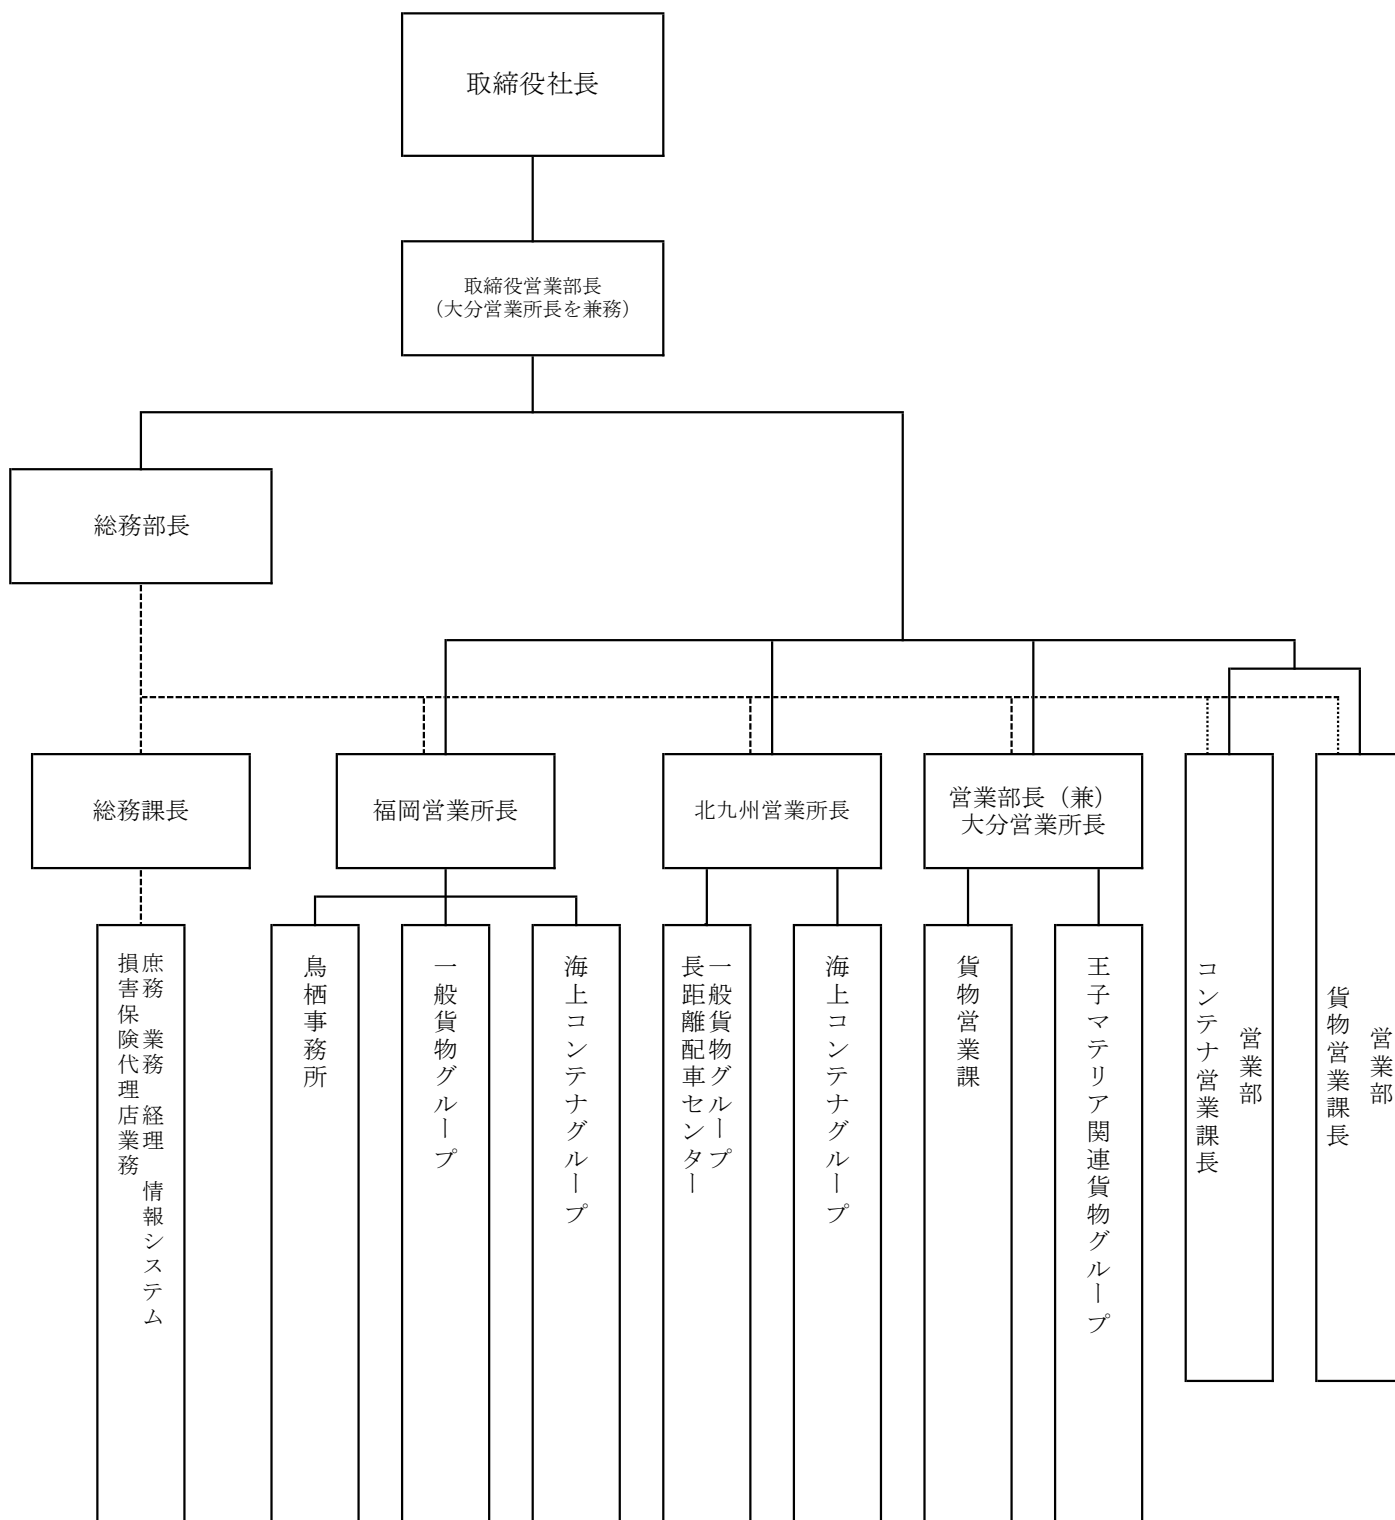 取締役社長
取締役営業部長
（大分営業所長を兼務）
総務部長
総務課長
福岡営業所長
北九州営業所長
営業部長（兼）
大分営業所長
営業部
コンテナ営業課長
営業部
貨物営業課長
庶務 業務 経理 情報システム
損害保険代理店業務
鳥栖事務所
一般貨物グループ
海上コンテナグループ
一般貨物グループ
長距離配車センター
海上コンテナグループ
貨物営業課
王子マテリア関連貨物グループ